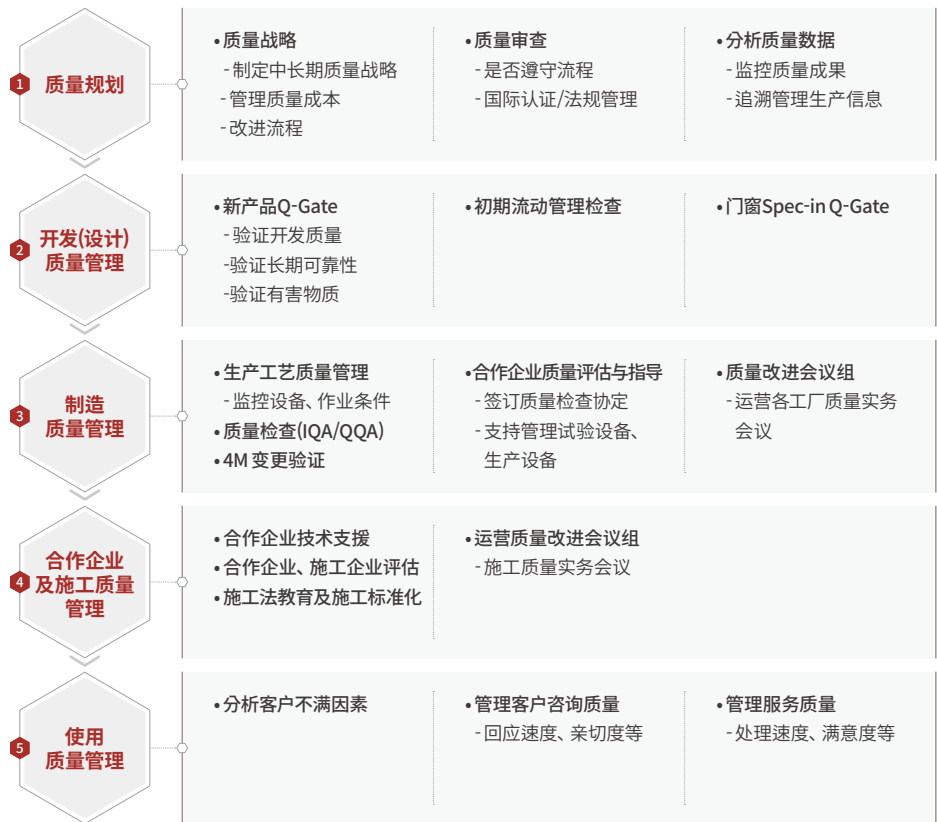 1
质量规划
•质量战略
-制定中长期质量战略
-管理质量成本
-改进流程
•质量审查
-是否遵守流程
-国际认证/法规管理
•分析质量数据
-监控质量成果
-追溯管理生产信息
2
开发(设计)
质量管理
•新产品Q-Gate
-验证开发质量
-验证长期可靠性
-验证有害物质
•初期流动管理检查
•门窗Spec-in Q-Gate
3
制造
质量管理
•生产工艺质量管理
-监控设备、作业条件
•质量检查(IQA/QQA)
•4M 变更验证
•合作企业质量评估与指导
-签订质量检查协定
-支持管理试验设备、
生产设备
•质量改进会议组
-运营各工厂质量实务
会议
4
合作企业
及施工质量
管理
•合作企业技术支援
•合作企业、施工企业评估
•施工法教育及施工标准化
•运营质量改进会议组
-施工质量实务会议
5
使用
质量管理
•分析客户不满因素
•管理客户咨询质量
-回应速度、亲切度等
•管理服务质量
-处理速度、满意度等